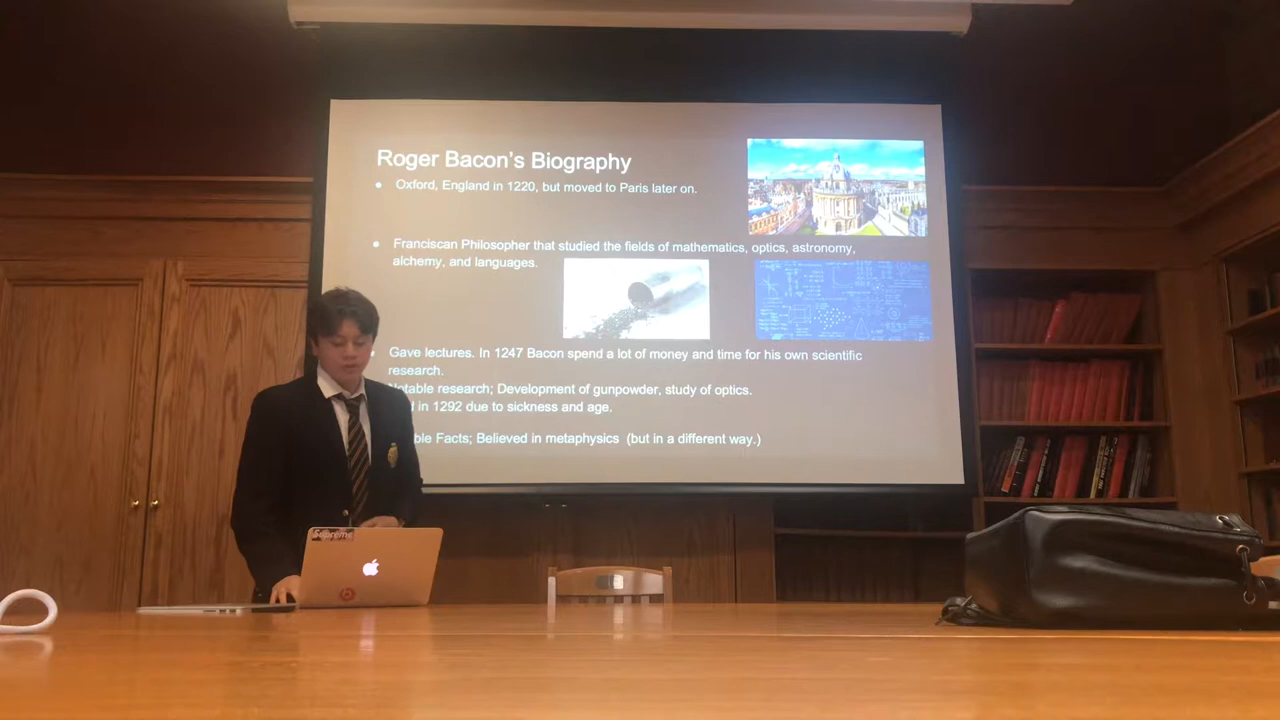 Roger Bacon's Biography
Oxford, England in 1220, but moved to Paris later on.
Franciscan Philosopher that studied the fields of mathematics, optics, astronomy,
alchemy, and languages.
Gave lectures. In 1247 Bacon spend a lot of money and time for his own scientific
research.
Notable research; Development of gunpowder, study of optics.
in 1292 due to sickness and age.
Facts; Believed in metaphysics (but in a different way.)
Supreme